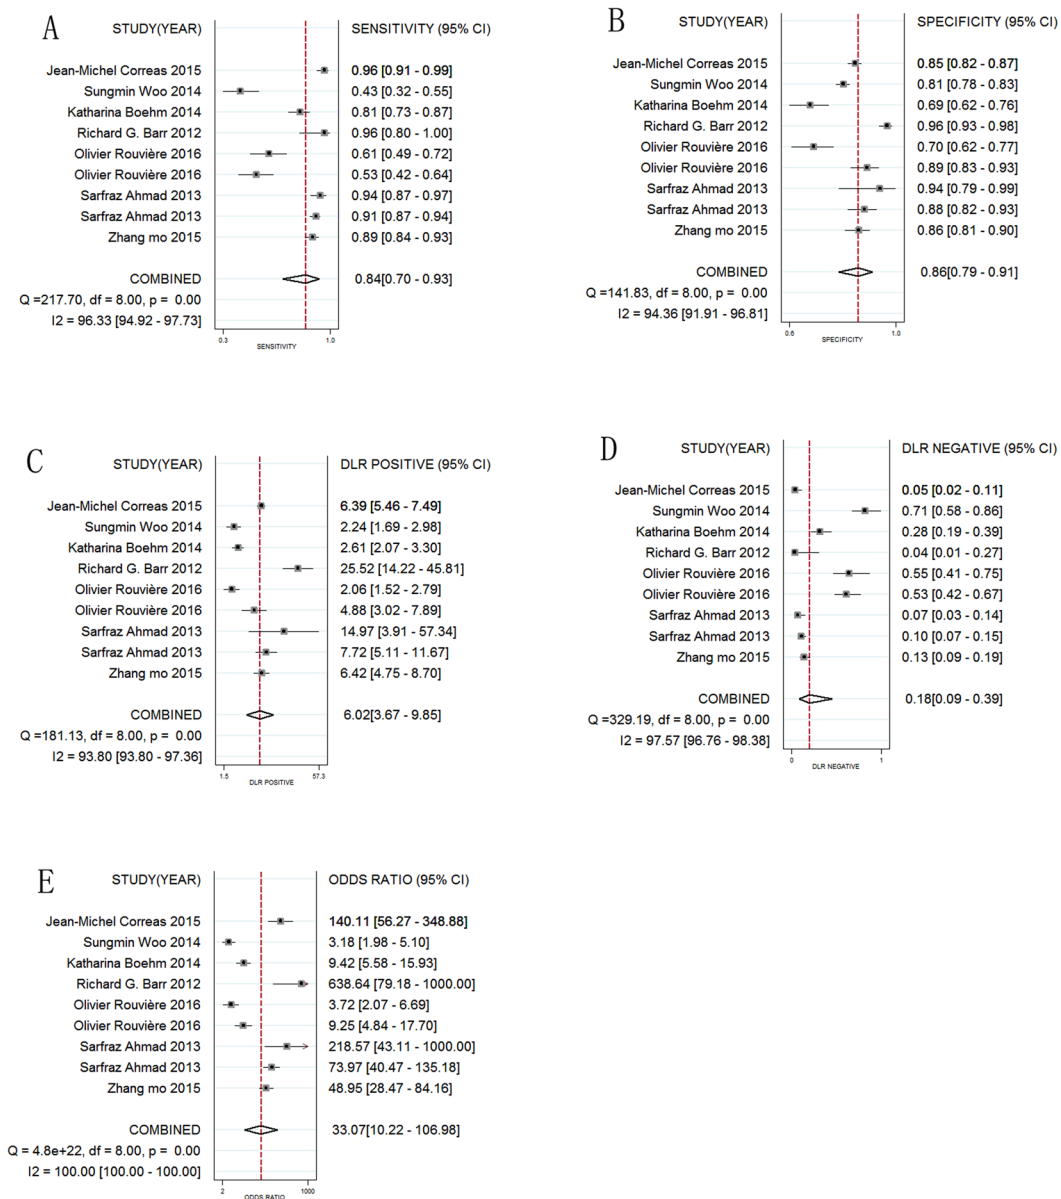 A
STUDY(YEAR) SENSITIVITY (95% CI)
Jean-Michel Correas 2015 0.96 [0.91 - 0.99]
Sungmin Woo 2014 0.43 [0.32 - 0.55]
Katharina Boehm 2014 0.81 [0.73 - 0.87]
Richard G. Barr 2012 0.96 [0.80 - 1.00]
Olivier Rouvière 2016 0.61 [0.49 - 0.72]
Olivier Rouvière 2016 0.53 [0.42 - 0.64]
Sarfraz Ahmad 2013 0.94 [0.87 - 0.97]
Sarfraz Ahmad 2013 0.91 [0.87 - 0.94]
Zhang mo 2015 0.89 [0.84 - 0.93]
COMBINED 0.84[0.70 - 0.93]
Q =217.70, df = 8.00, p = 0.00
I2 = 96.33 [94.92 - 97.73]
0.3 1.0
SENSITIVITY
B
STUDY(YEAR) SPECIFICITY (95% CI)
Jean-Michel Correas 2015 0.85 [0.82 - 0.87]
Sungmin Woo 2014 0.81 [0.78 - 0.83]
Katharina Boehm 2014 0.69 [0.62 - 0.76]
Richard G. Barr 2012 0.96 [0.93 - 0.98]
Olivier Rouvière 2016 0.70 [0.62 - 0.77]
Olivier Rouvière 2016 0.89 [0.83 - 0.93]
Sarfraz Ahmad 2013 0.94 [0.79 - 0.99]
Sarfraz Ahmad 2013 0.88 [0.82 - 0.93]
Zhang mo 2015 0.86 [0.81 - 0.90]
COMBINED 0.86[0.79 - 0.91]
Q =141.83, df = 8.00, p = 0.00
I2 = 94.36 [91.91 - 96.81]
0.6 1.0
SPECIFICITY
C
STUDY(YEAR) DLR POSITIVE (95% CI)
Jean-Michel Correas 2015 6.39 [5.46 - 7.49]
Sungmin Woo 2014 2.24 [1.69 - 2.98]
Katharina Boehm 2014 2.61 [2.07 - 3.30]
Richard G. Barr 2012 25.52 [14.22 - 45.81]
Olivier Rouvière 2016 2.06 [1.52 - 2.79]
Olivier Rouvière 2016 4.88 [3.02 - 7.89]
Sarfraz Ahmad 2013 14.97 [3.91 - 57.34]
Sarfraz Ahmad 2013 7.72 [5.11 - 11.67]
Zhang mo 2015 6.42 [4.75 - 8.70]
COMBINED 6.02[3.67 - 9.85]
Q =181.13, df = 8.00, p = 0.00
I2 = 93.80 [93.80 - 97.36]
1.5 57.3
DLR POSITIVE
D
STUDY(YEAR) DLR NEGATIVE (95% CI)
Jean-Michel Correas 2015 0.05 [0.02 - 0.11]
Sungmin Woo 2014 0.71 [0.58 - 0.86]
Katharina Boehm 2014 0.28 [0.19 - 0.39]
Richard G. Barr 2012 0.04 [0.01 - 0.27]
Olivier Rouvière 2016 0.55 [0.41 - 0.75]
Olivier Rouvière 2016 0.53 [0.42 - 0.67]
Sarfraz Ahmad 2013 0.07 [0.03 - 0.14]
Sarfraz Ahmad 2013 0.10 [0.07 - 0.15]
Zhang mo 2015 0.13 [0.09 - 0.19]
COMBINED 0.18[0.09 - 0.39]
Q =329.19, df = 8.00, p = 0.00
I2 = 97.57 [96.76 - 98.38]
0 1
DLR NEGATIVE
E
STUDY(YEAR) ODDS RATIO (95% CI)
Jean-Michel Correas 2015 140.11 [56.27 - 348.88]
Sungmin Woo 2014 3.18 [1.98 - 5.10]
Katharina Boehm 2014 9.42 [5.58 - 15.93]
Richard G. Barr 2012 638.64 [79.18 - 1000.00]
Olivier Rouvière 2016 3.72 [2.07 - 6.69]
Olivier Rouvière 2016 9.25 [4.84 - 17.70]
Sarfraz Ahmad 2013 218.57 [43.11 - 1000.00]
Sarfraz Ahmad 2013 73.97 [40.47 - 135.18]
Zhang mo 2015 48.95 [28.47 - 84.16]
COMBINED 33.07[10.22 - 106.98]
Q = 4.8e+22, df = 8.00, p = 0.00
I2 = 100.00 [100.00 - 100.00]
2 1000
ODDS RATIO